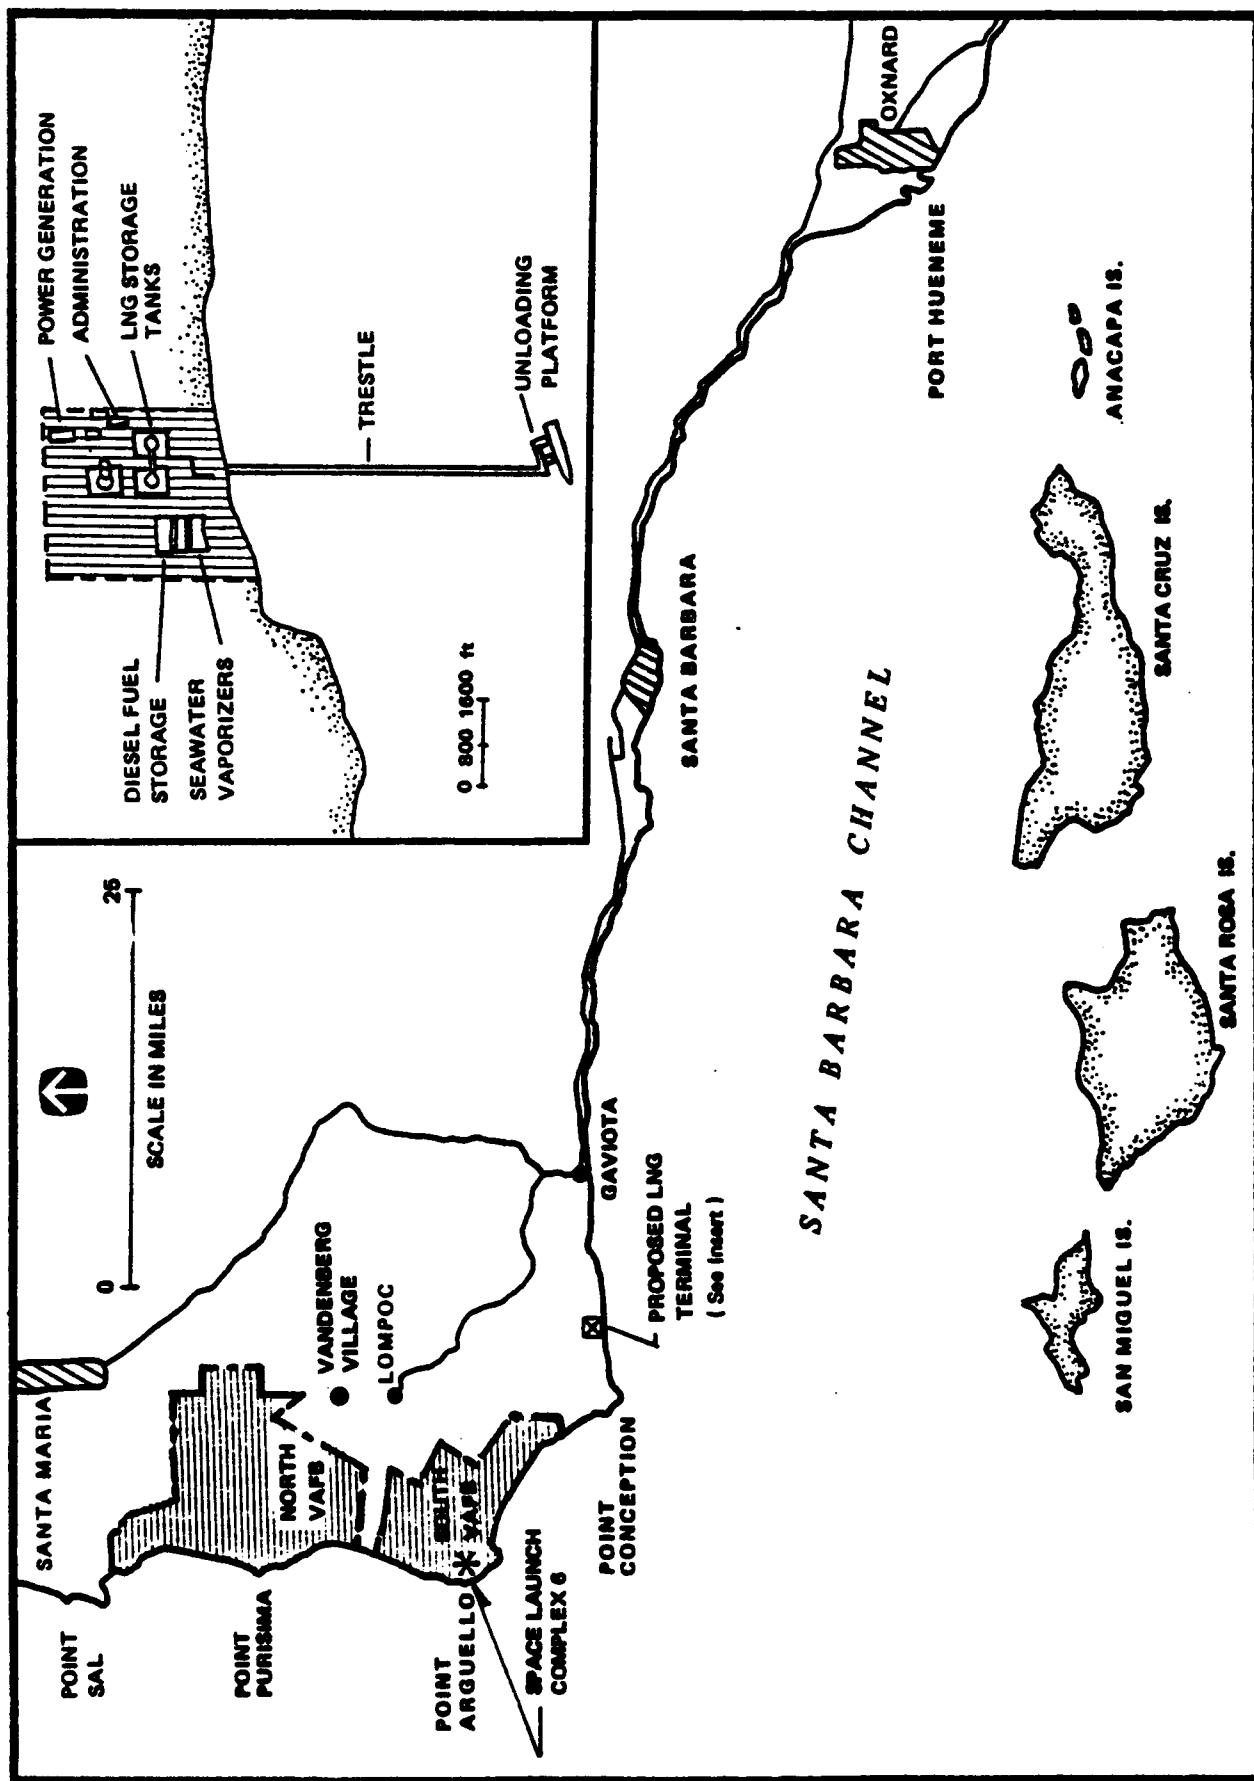 SANTA MARIA
POINT
SAL
POINT
PURISIMA
POINT
ARGUELLO
NORTH
VAFB
SOUTH
VAFB
SPACE LAUNCH
COMPLEX 6
VANDENBERG
VILLAGE
LOMPOC
POINT
CONCEPTION
0
25
SCALE IN MILES
GAVIOTA
PROPOSED LNG
TERMINAL
(See Insert)
POWER GENERATION
ADMINISTRATION
LNG STORAGE
TANKS
DIESEL FUEL
STORAGE
SEAWATER
VAPORIZERS
TRESTLE
UNLOADING
PLATFORM
0 800 1600 ft
SANTA BARBARA
OXNARD
PORT HUENEME
SANTA BARBARA CHANNEL
SAN MIGUEL IS.
SANTA ROSA IS.
SANTA CRUZ IS.
ANACAPA IS.